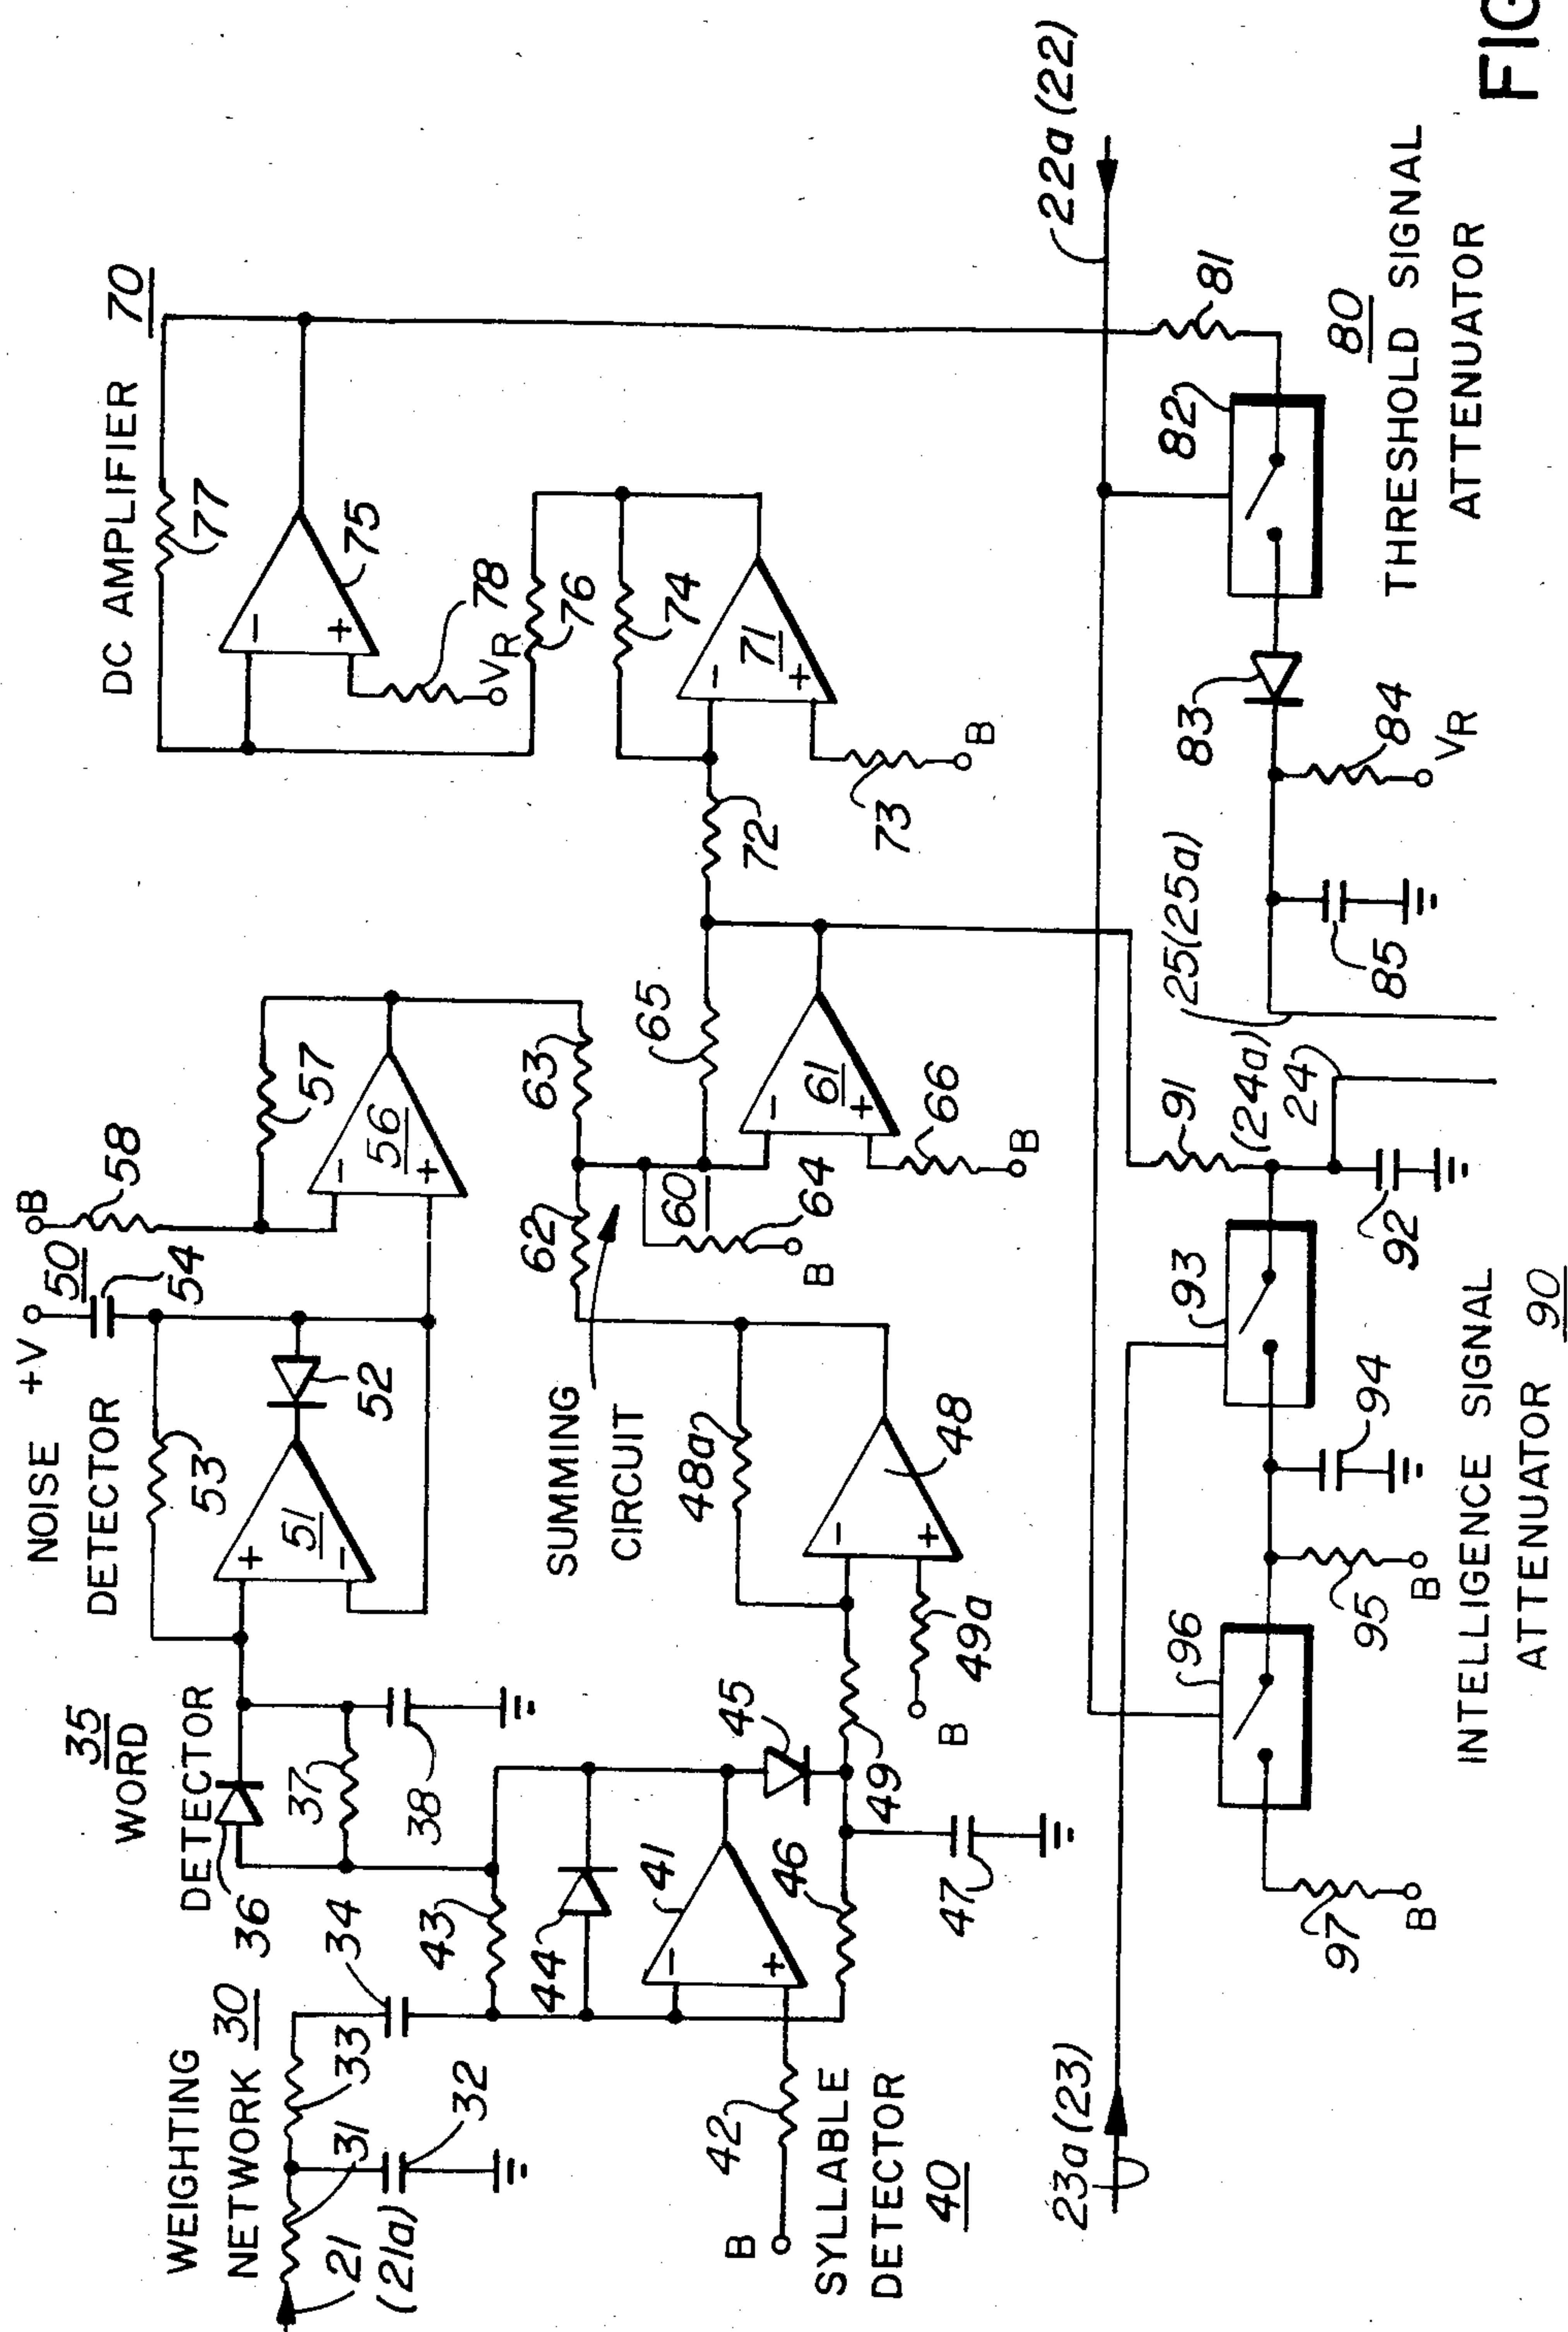 WEIGHTING
NETWORK 30
21
(21a)
31
32
33
34
35
WORD
DETECTOR
36
37
38
NOISE
DETECTOR
50
+V
54
53
51
+
-
52
B
58
57
56
-
+
SYLLABLE
DETECTOR
40
B
42
43
44
41
-
+
45
46
47
49
49a
B
48a
48
-
+
SUMMING
CIRCUIT
60
62
63
64
B
65
61
-
+
66
B
DC AMPLIFIER 70
77
75
-
+
78
VR
76
74
71
-
+
72
73
B
22a (22)
23a (23)
81
82
83
84
VR
85
25(25a)
80
THRESHOLD SIGNAL
ATTENUATOR
91
(24a)
24
92
93
94
95
B
96
97
B
INTELLIGENCE SIGNAL
ATTENUATOR 90
FIG